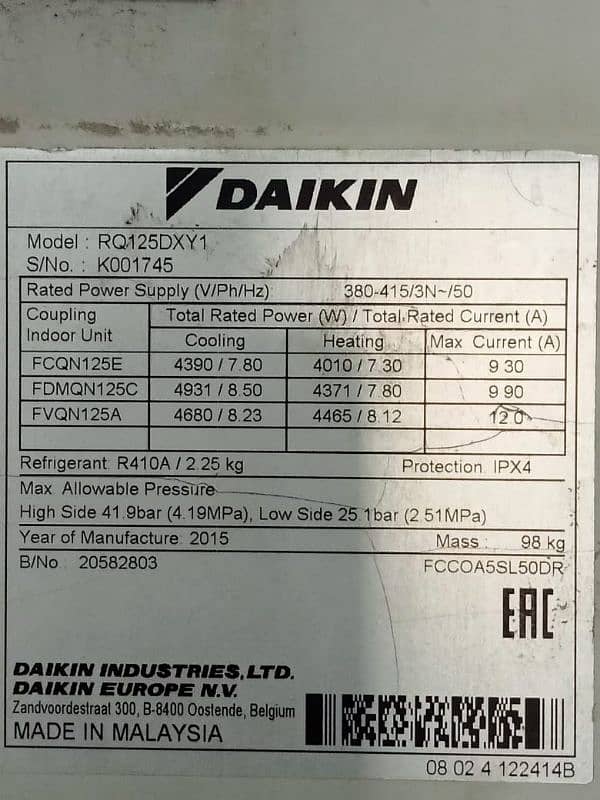 DAIKIN
Model : RQ125DXY1
S/No. : K001745
Rated Power Supply (V/Ph/Hz) 380-415/3N~/50
Coupling Indoor Unit Total Rated Power (W) / Total Rated Current (A)
Cooling Heating Max Current (A)
FCQN125E 4390 / 7.80 4010 / 7.30 9 30
FDMQN125C 4931 / 8.50 4371 / 7.80 9 90
FVQN125A 4680 / 8.23 4465 / 8.12 12 0
Refrigerant R410A / 2.25 kg Protection IPX4
Max Allowable Pressure
High Side 41.9bar (4.19MPa), Low Side 25.1bar (2.51MPa)
Year of Manufacture: 2015 Mass : 98 kg
B/No 20582803 FCCOA5SL50DR
EAC
DAIKIN INDUSTRIES, LTD.
DAIKIN EUROPE N.V.
Zandvoordestraat 300, B-8400 Oostende, Belgium
MADE IN MALAYSIA
08 02 4 122414B